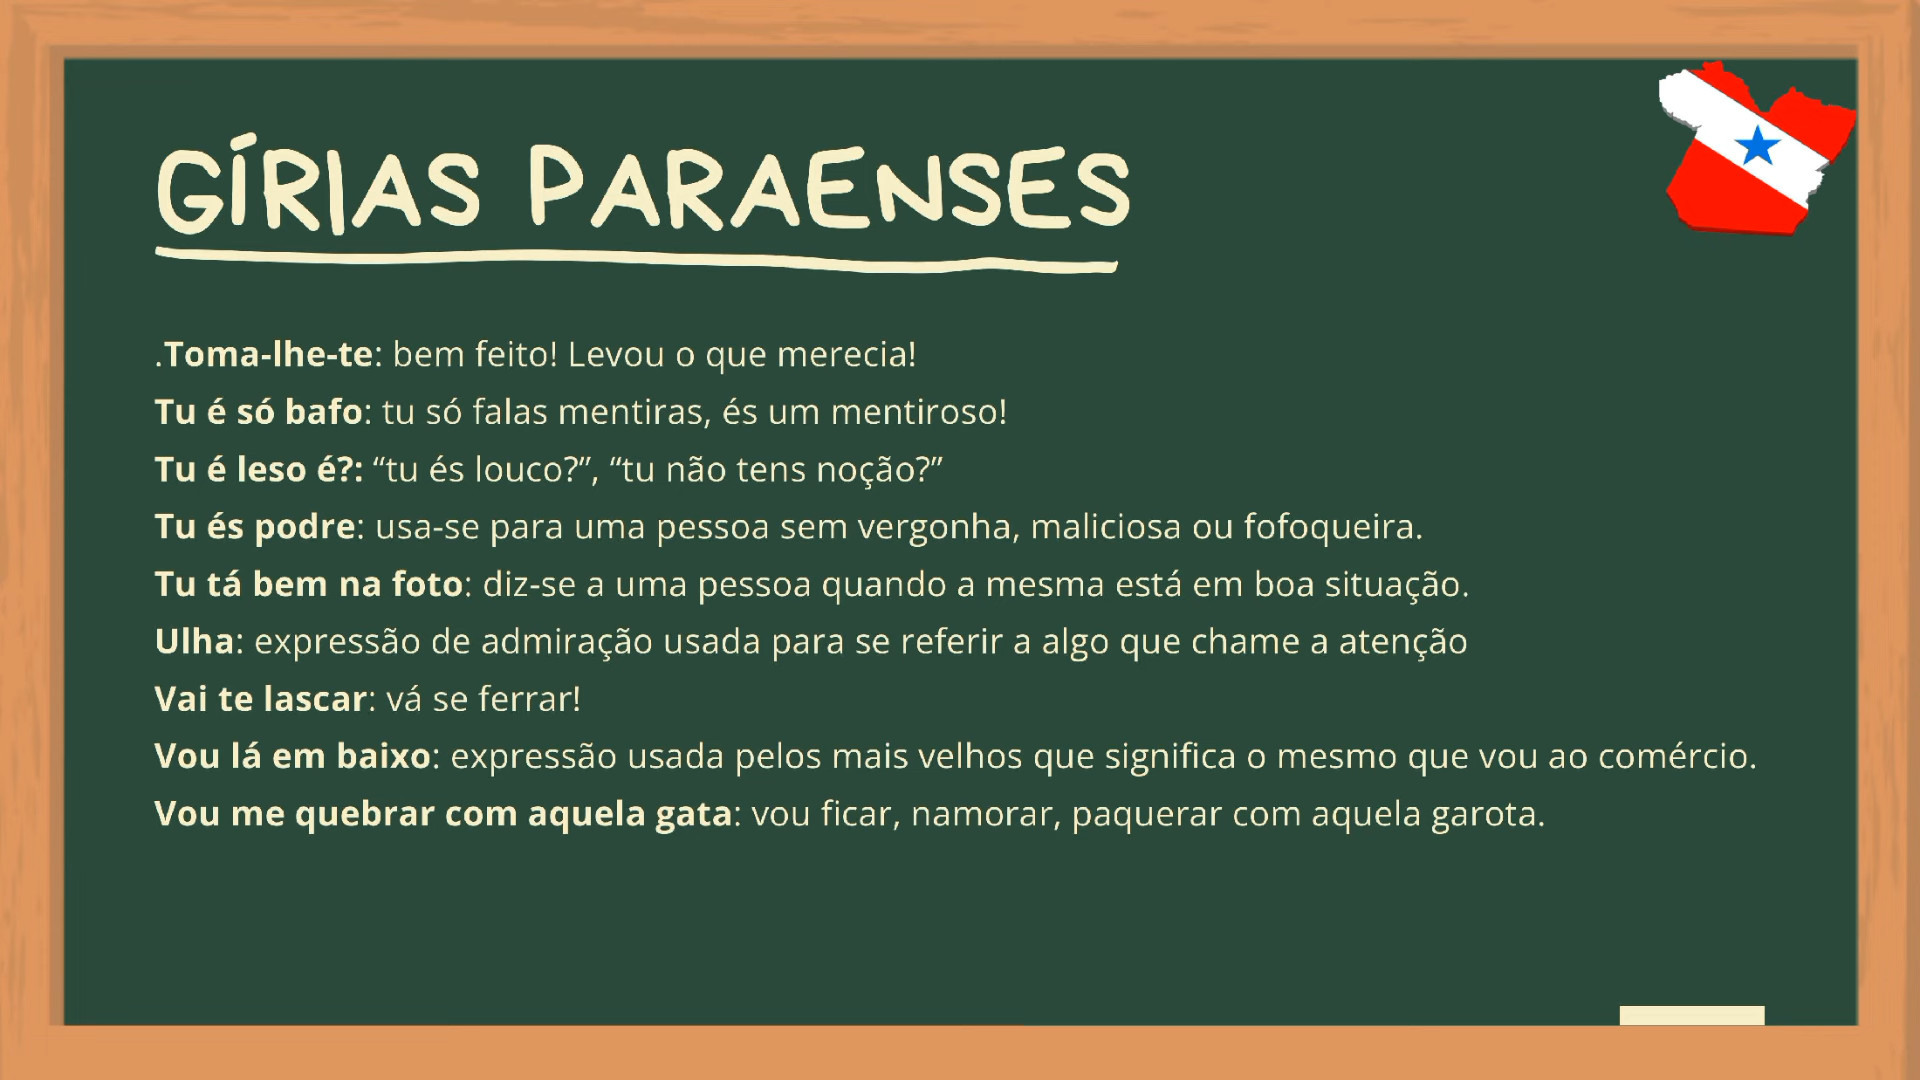 GÍRIAS PARAENSES
.Toma-lhe-te: bem feito! Levou o que merecia!
Tu é só bafo: tu só falas mentiras, és um mentiroso!
Tu é leso é?: “tu és louco?”, “tu não tens noção?”
Tu és podre: usa-se para uma pessoa sem vergonha, maliciosa ou fofoqueira.
Tu tá bem na foto: diz-se a uma pessoa quando a mesma está em boa situação.
Ulha: expressão de admiração usada para se referir a algo que chame a atenção
Vai te lascar: vá se ferrar!
Vou lá em baixo: expressão usada pelos mais velhos que significa o mesmo que vou ao comércio.
Vou me quebrar com aquela gata: vou ficar, namorar, paquerar com aquela garota.